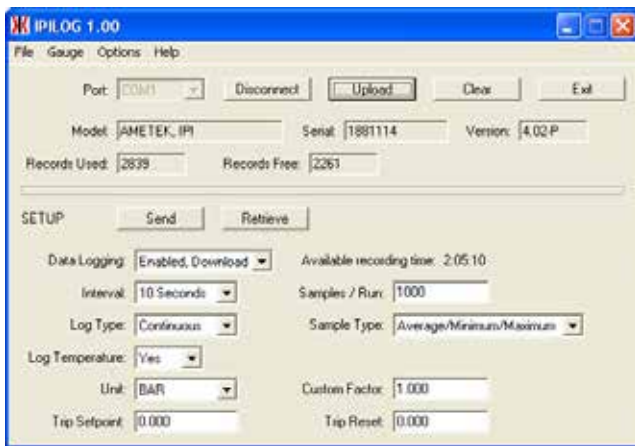 IPILOG 1.00
File Gauge Options Help
Port: COM1 Disconnect Upload Clear Exit
Model: AMETEK, IPI Serial: 1881114 Version: 4.02-P
Records Used: 2839 Records Free: 2261
SETUP Send Retrieve
Data Logging: Enabled, Download Available recording time: 2:05:10
Interval: 10 Seconds Samples / Run: 1000
Log Type: Continuous Sample Type: Average/Minimum/Maximum
Log Temperature: Yes
Unit: BAR Custom Factor: 1.000
Trip Setpoint: 0.000 Trip Reset: 0.000